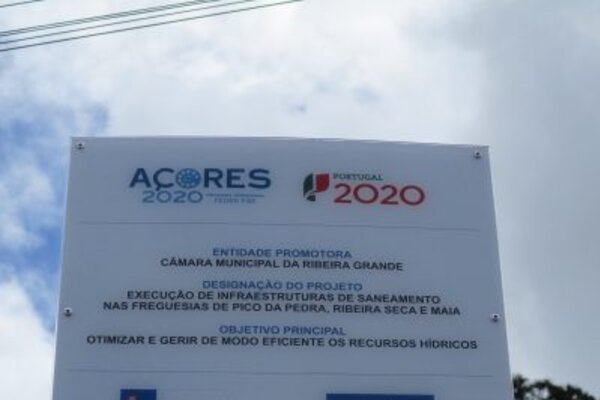 AÇORES
2020
PORTUGAL
2020
ENTIDADE PROMOTORA
CÂMARA MUNICIPAL DA RIBEIRA GRANDE
DESIGNAÇÃO DO PROJETO
EXECUÇÃO DE INFRAESTRUTURAS DE SANEAMENTO
NAS FREGUESIAS DE PICO DA PEDRA, RIBEIRA SECA E MAIA
OBJETIVO PRINCIPAL
OTIMIZAR E GERIR DE MODO EFICIENTE OS RECURSOS HÍDRICOS